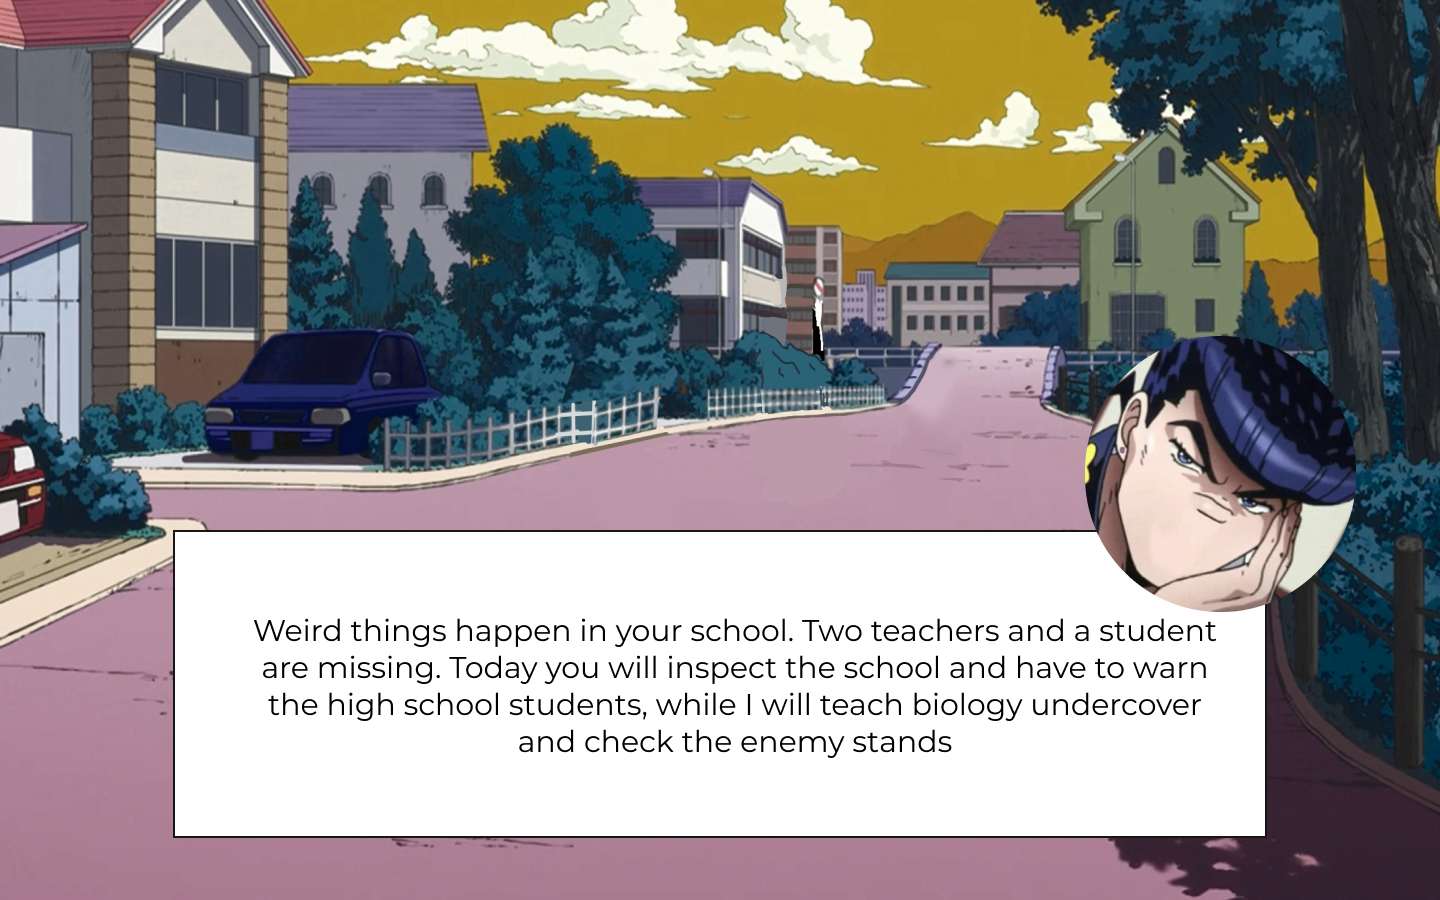 Weird things happen in your school. Two teachers and a student
are missing. Today you will inspect the school and have to warn
the high school students, while I will teach biology undercover
and check the enemy stands